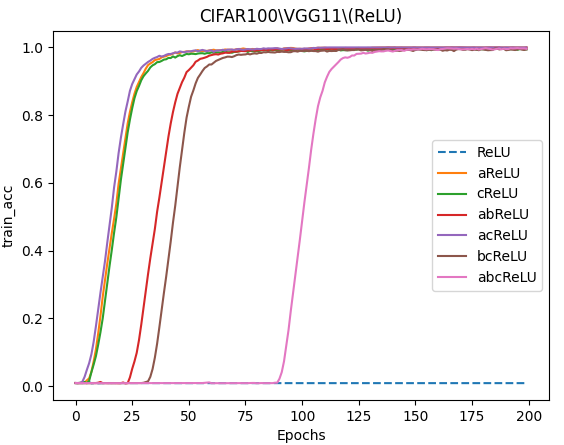 CIFAR100\VGG11\(ReLU)
train_acc
1.0
0.8
0.6
0.4
0.2
0.0
ReLU
aReLU
cReLU
abReLU
acReLU
bcReLU
abcReLU
0 25 50 75 100 125 150 175 200
Epochs